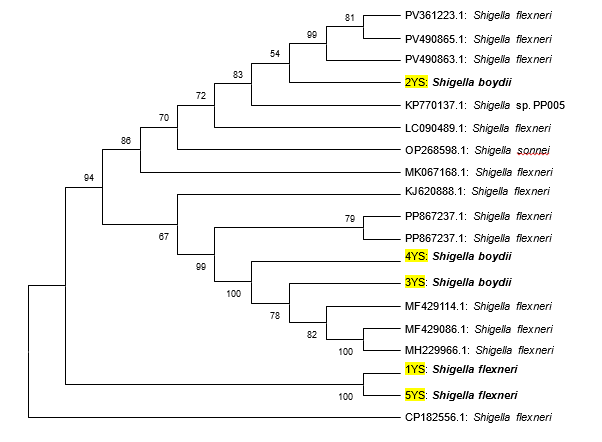 81
PV361223.1: Shigella flexneri
99
PV490865.1: Shigella flexneri
54
PV490863.1: Shigella flexneri
83
2YS: Shigella boydii
72
KP770137.1: Shigella sp. PP005
70
LC090489.1: Shigella flexneri
86
OP268598.1: Shigella sonnei
94
MK067168.1: Shigella flexneri
KJ620888.1: Shigella flexneri
67
79
PP867237.1: Shigella flexneri
PP867237.1: Shigella flexneri
99
4YS: Shigella boydii
100
3YS: Shigella boydii
78
MF429114.1: Shigella flexneri
82
MF429086.1: Shigella flexneri
100
MH229966.1: Shigella flexneri
1YS: Shigella flexneri
100
5YS: Shigella flexneri
CP182556.1: Shigella flexneri